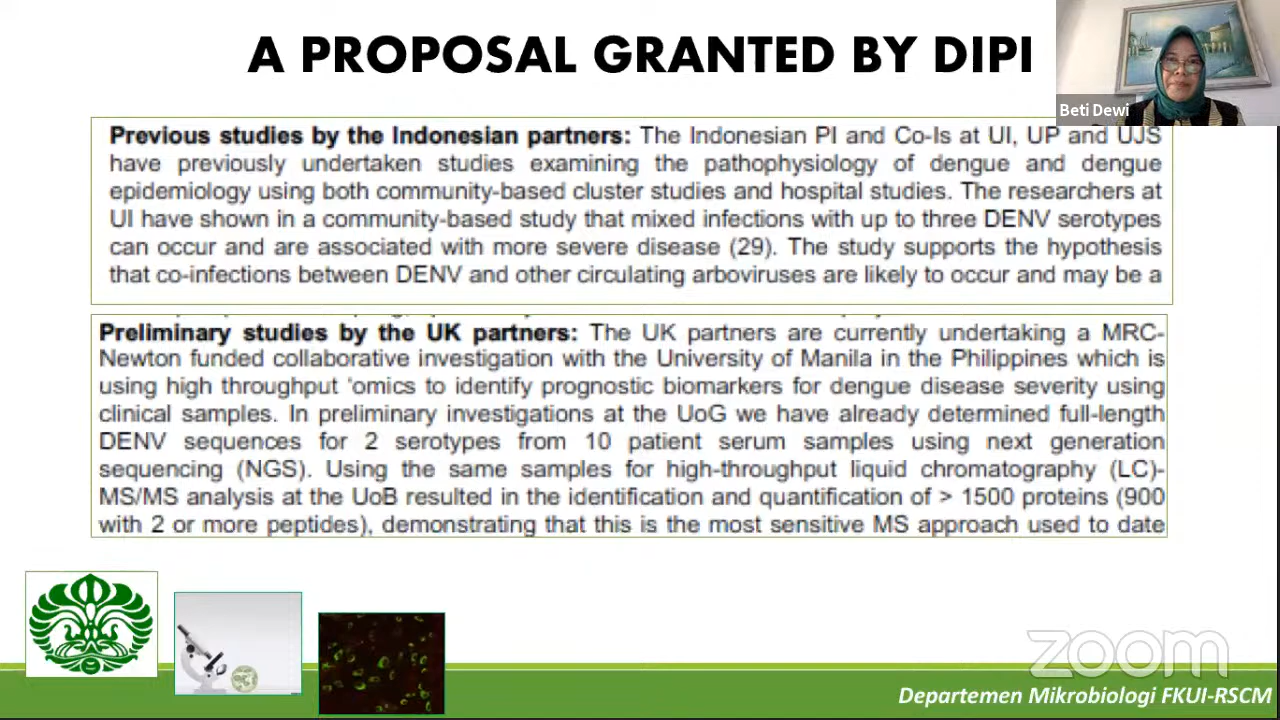 A PROPOSAL GRANTED BY DIPI
Beti Dewi
Previous studies by the Indonesian partners: The Indonesian PI and Co-Is at UI, UP and UJS
have previously undertaken studies examining the pathophysiology of dengue and dengue
epidemiology using both community-based cluster studies and hospital studies. The researchers at
UI have shown in a community-based study that mixed infections with up to three DENV serotypes
can occur and are associated with more severe disease (29). The study supports the hypothesis
that co-infections between DENV and other circulating arboviruses are likely to occur and may be a
Preliminary studies by the UK partners: The UK partners are currently undertaking a MRC-
Newton funded collaborative investigation with the University of Manila in the Philippines which is
using high throughput 'omics to identify prognostic biomarkers for dengue disease severity using
clinical samples. In preliminary investigations at the UoG we have already determined full-length
DENV sequences for 2 serotypes from 10 patient serum samples using next generation
sequencing (NGS). Using the same samples for high-throughput liquid chromatography (LC)-
MS/MS analysis at the UoB resulted in the identification and quantification of > 1500 proteins (900
with 2 or more peptides), demonstrating that this is the most sensitive MS approach used to date
zoom
Departemen Mikrobiologi FKUI-RSCM